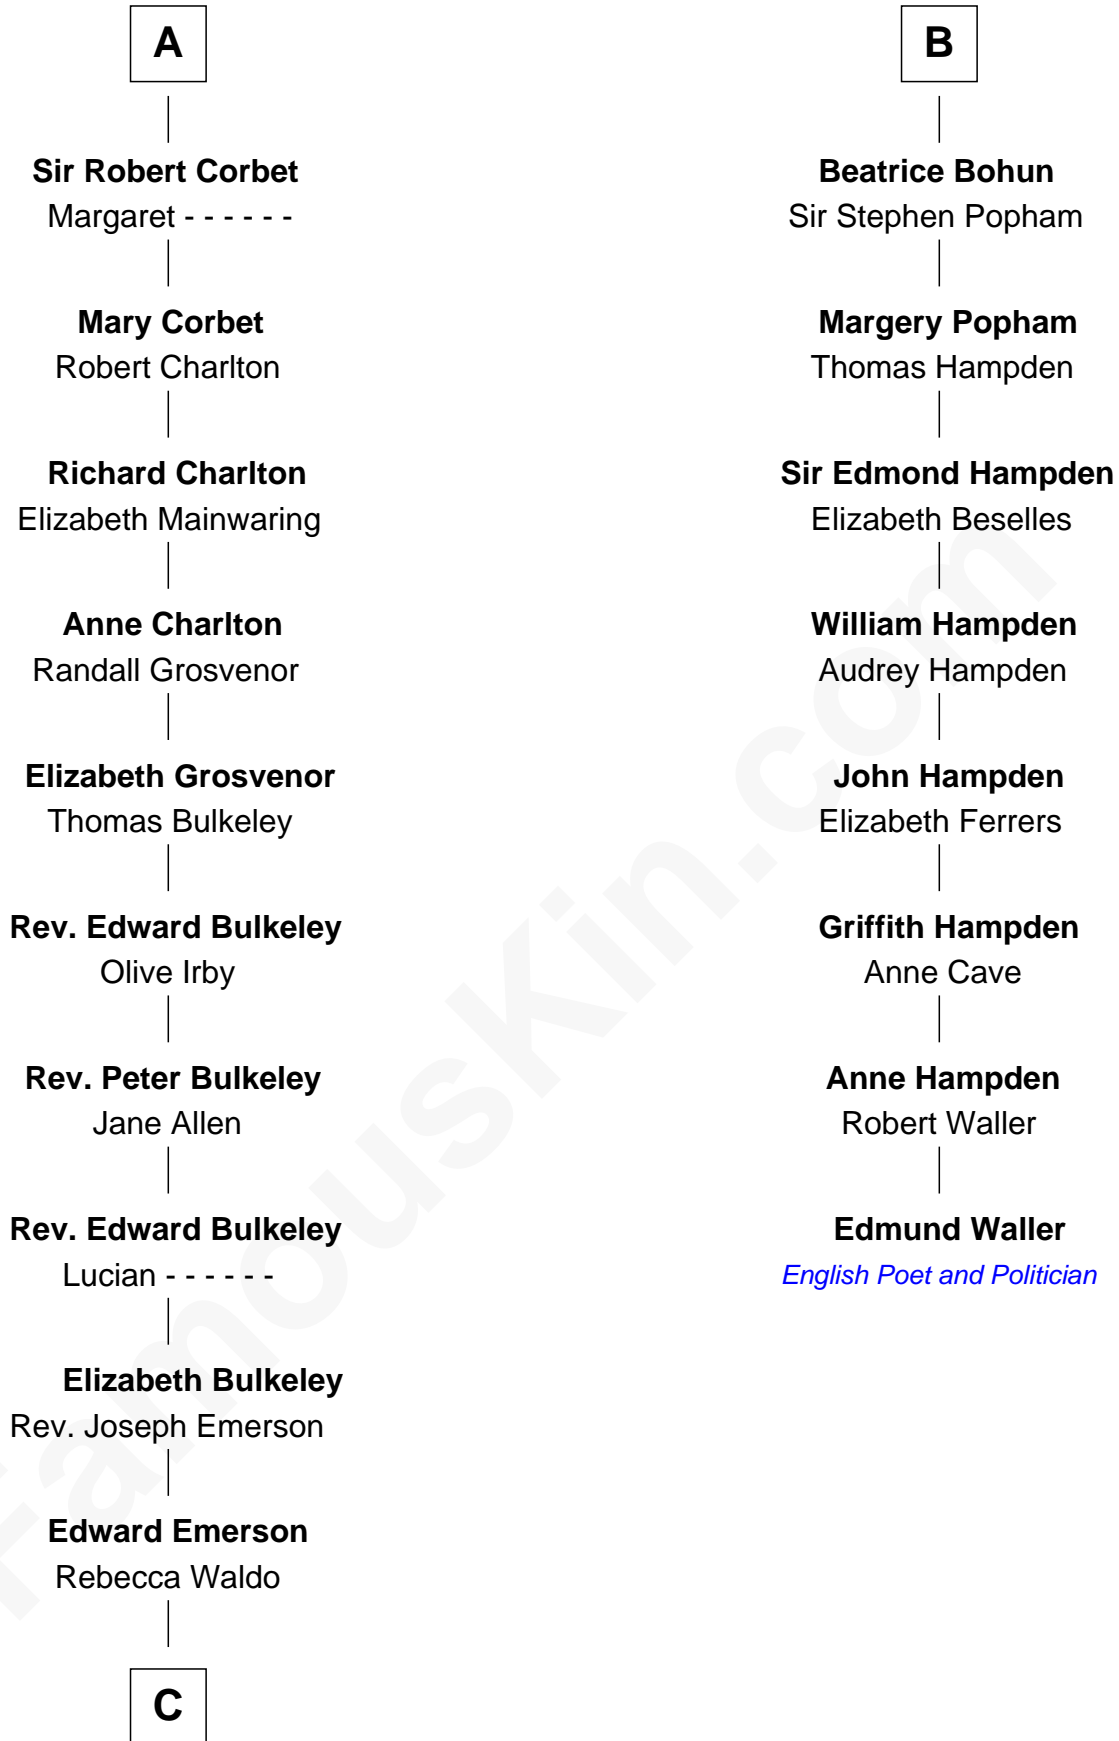 A
Sir Robert Corbet
Margaret - - - - - -
Mary Corbet
Robert Charlton
Richard Charlton
Elizabeth Mainwaring
Anne Charlton
Randall Grosvenor
Elizabeth Grosvenor
Thomas Bulkeley
Rev. Edward Bulkeley
Olive Irby
Rev. Peter Bulkeley
Jane Allen
Rev. Edward Bulkeley
Lucian - - - - - -
Elizabeth Bulkeley
Rev. Joseph Emerson
Edward Emerson
Rebecca Waldo
C
B
Beatrice Bohun
Sir Stephen Popham
Margery Popham
Thomas Hampden
Sir Edmond Hampden
Elizabeth Beselles
William Hampden
Audrey Hampden
John Hampden
Elizabeth Ferrers
Griffith Hampden
Anne Cave
Anne Hampden
Robert Waller
Edmund Waller
English Poet and Politician
FamousKin.com